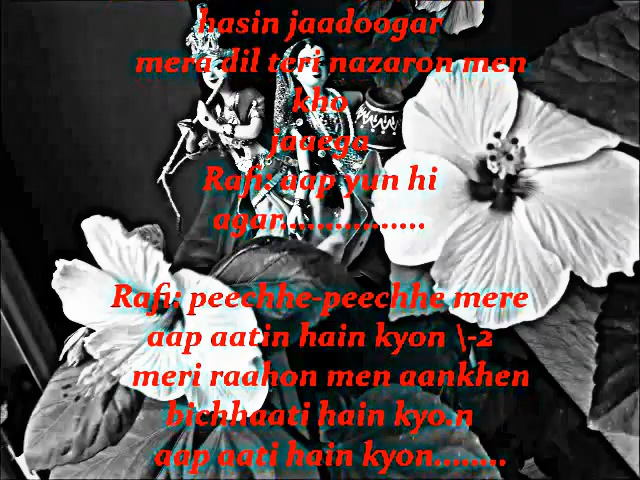 hasin jaadoogar
mera dil teri nazaron men
kho
jaaega
Rafi: aap yun hi
agar................
Rafi: peechhe-peechhe mere
aap aatin hain kyon \-2
meri raahon men aankhen
bichhaati hain kyo.n
aap aati hain kyon........